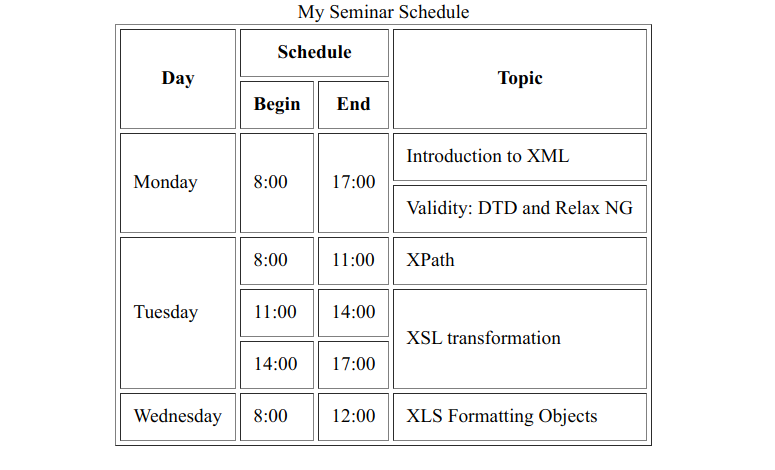 My Seminar Schedule
Day Schedule Topic
Begin End
Monday 8:00 17:00 Introduction to XML
Validity: DTD and Relax NG
Tuesday 8:00 11:00 XPath
11:00 14:00 XSL transformation
14:00 17:00
Wednesday 8:00 12:00 XLS Formatting Objects